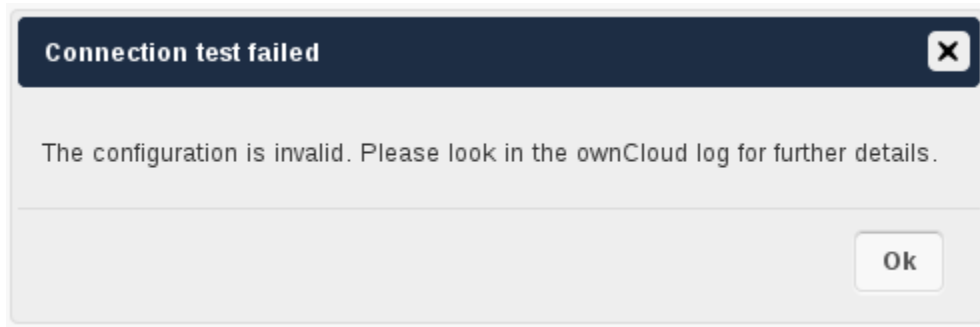 Connection test failed
The configuration is invalid. Please look in the ownCloud log for further details.
Ok